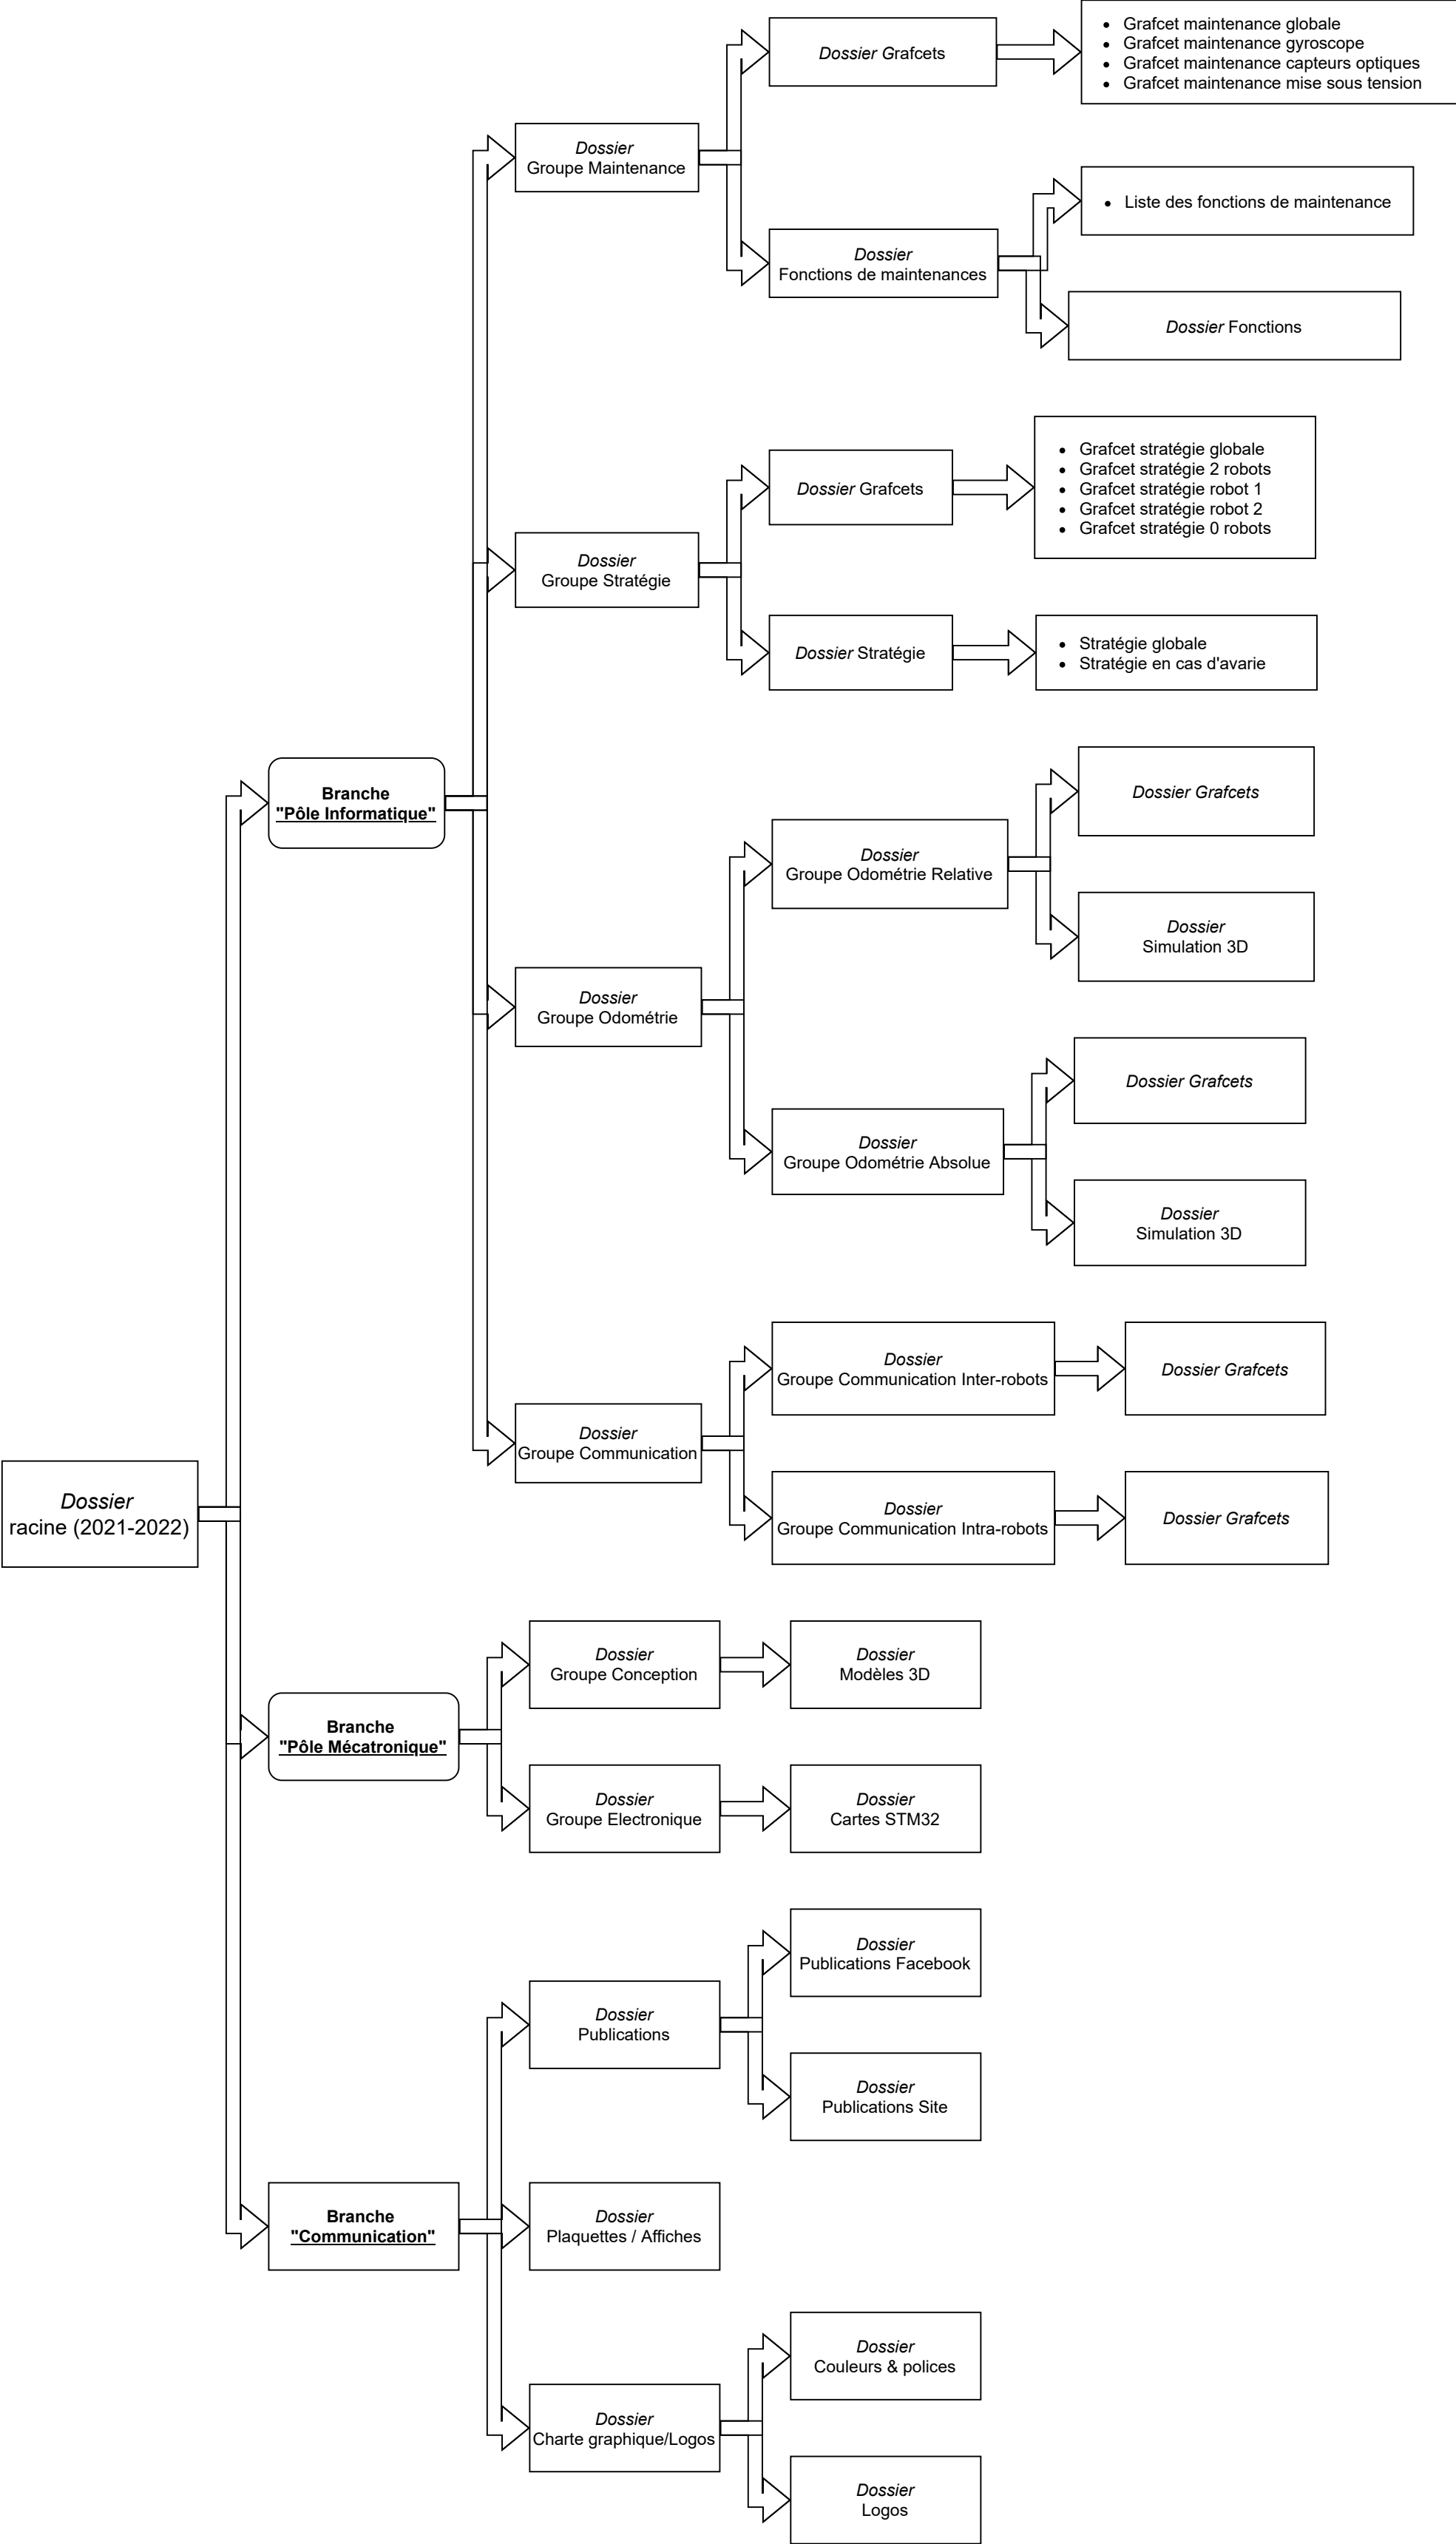 Dossier Grafcets
• Grafcet maintenance globale
• Grafcet maintenance gyroscope
• Grafcet maintenance capteurs optiques
• Grafcet maintenance mise sous tension
Dossier
Groupe Maintenance
• Liste des fonctions de maintenance
Dossier
Fonctions de maintenances
Dossier Fonctions
Dossier Grafcets
• Grafcet stratégie globale
• Grafcet stratégie 2 robots
• Grafcet stratégie robot 1
• Grafcet stratégie robot 2
• Grafcet stratégie 0 robots
Dossier
Groupe Stratégie
Dossier Stratégie
• Stratégie globale
• Stratégie en cas d'avarie
Branche
"Pôle Informatique"
Dossier Grafcets
Dossier
Groupe Odométrie Relative
Dossier
Simulation 3D
Dossier
Groupe Odométrie
Dossier Grafcets
Dossier
Groupe Odométrie Absolue
Dossier
Simulation 3D
Dossier
Groupe Communication Inter-robots
Dossier Grafcets
Dossier
Groupe Communication
Dossier
racine (2021-2022)
Dossier
Groupe Communication Intra-robots
Dossier Grafcets
Dossier
Groupe Conception
Dossier
Modèles 3D
Branche
"Pôle Mécatronique"
Dossier
Groupe Electronique
Dossier
Cartes STM32
Dossier
Publications Facebook
Dossier
Publications
Dossier
Publications Site
Branche
"Communication"
Dossier
Plaquettes / Affiches
Dossier
Couleurs & polices
Dossier
Charte graphique/Logos
Dossier
Logos